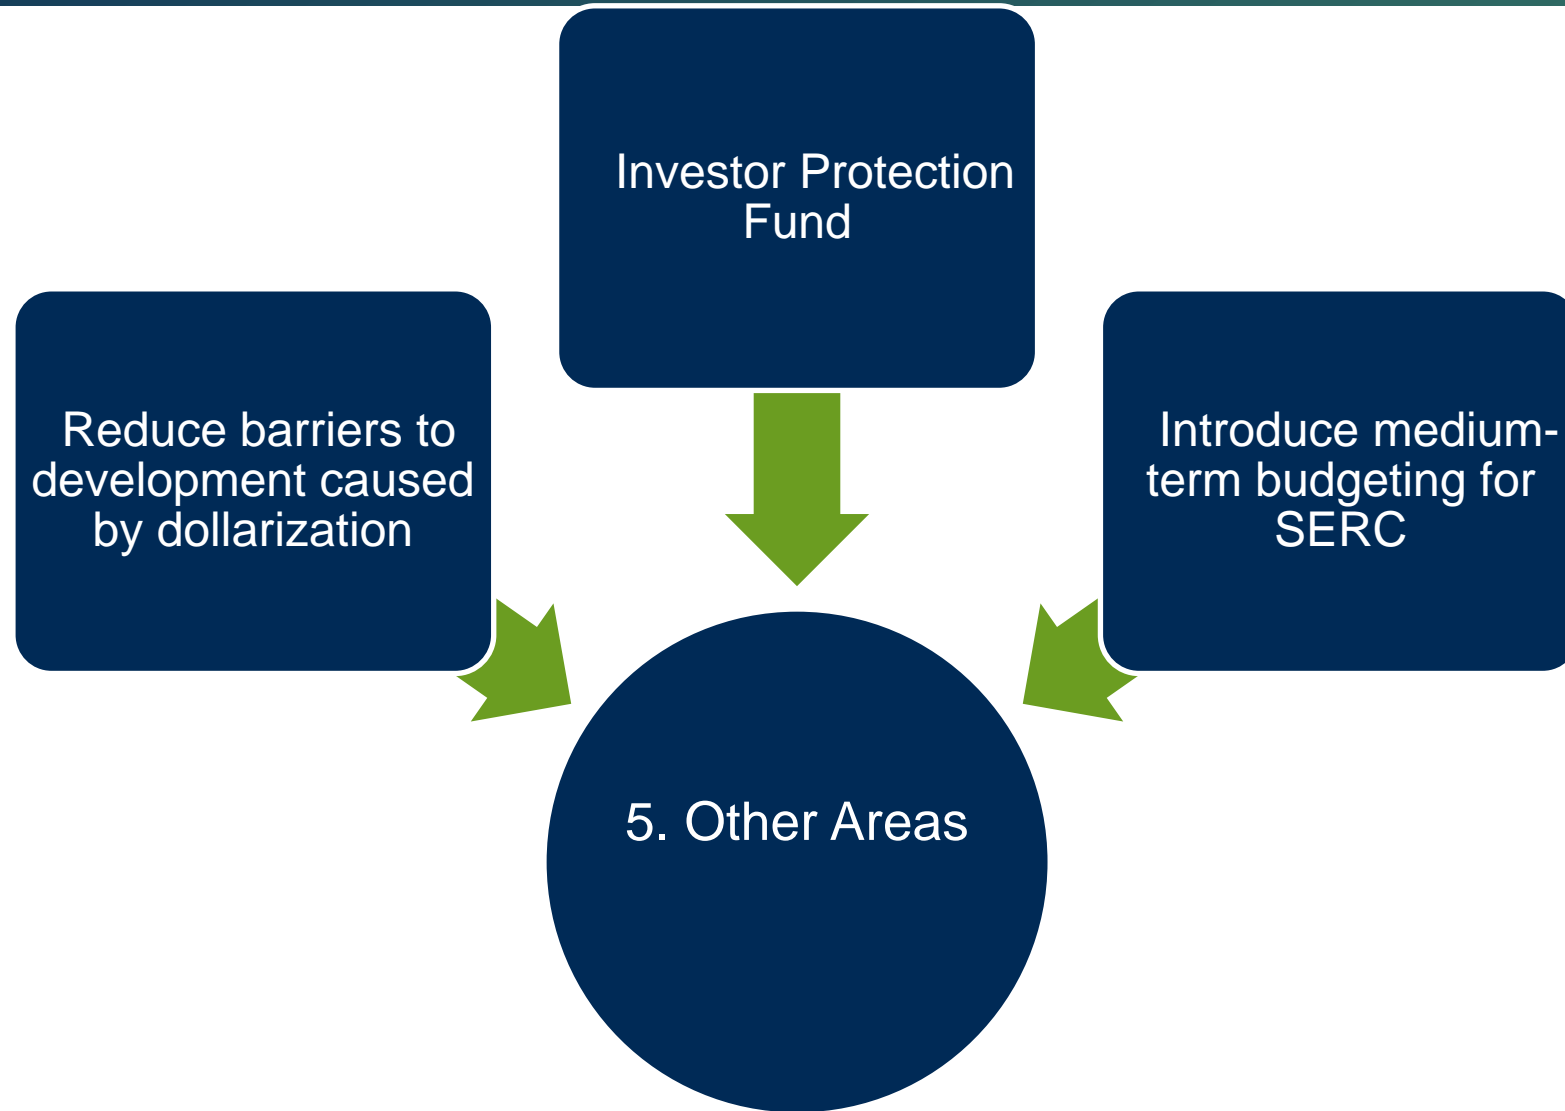 Investor Protection
Fund
Reduce barriers to
development caused
by dollarization
Introduce medium-
term budgeting for
SERC
5. Other Areas